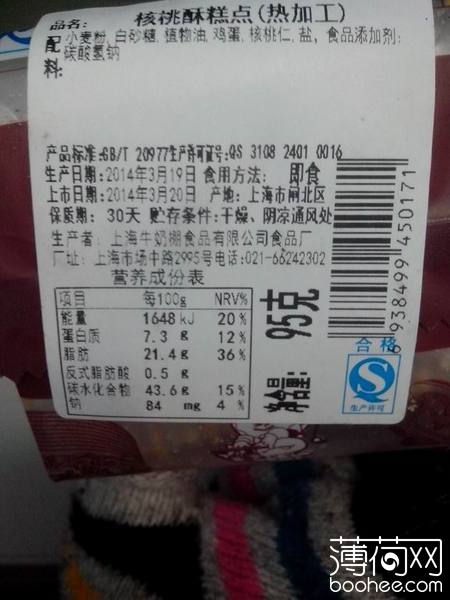 品名: 核桃酥糕点(热加工)
配料: 小麦粉, 白砂糖, 植物油, 鸡蛋, 核桃仁, 盐, 食品添加剂:
碳酸氢钠
产品标准:GB/T 20977生产许可证号:QS 3108 2401 0016
生产日期:2014年3月19日 食用方法: 即食
上市日期:2014年3月20日 产地: 上海市闸北区
保质期: 30天 贮存条件:干燥、阴凉通风处
生产者: 上海牛奶棚食品有限公司食品厂
厂址: 上海市场中路2995号电话:021-66242302
营养成份表
项目 每100g NRV%
能量 1648 kJ 20 %
蛋白质 7.3 g 12 %
脂肪 21.4 g 36 %
反式脂肪酸 0.5 g
碳水化合物 43.6 g 15 %
钠 84 mg 4 %
净含量: 95克
6938499450171
合格
QS
生产许可
薄荷网
boohee.com